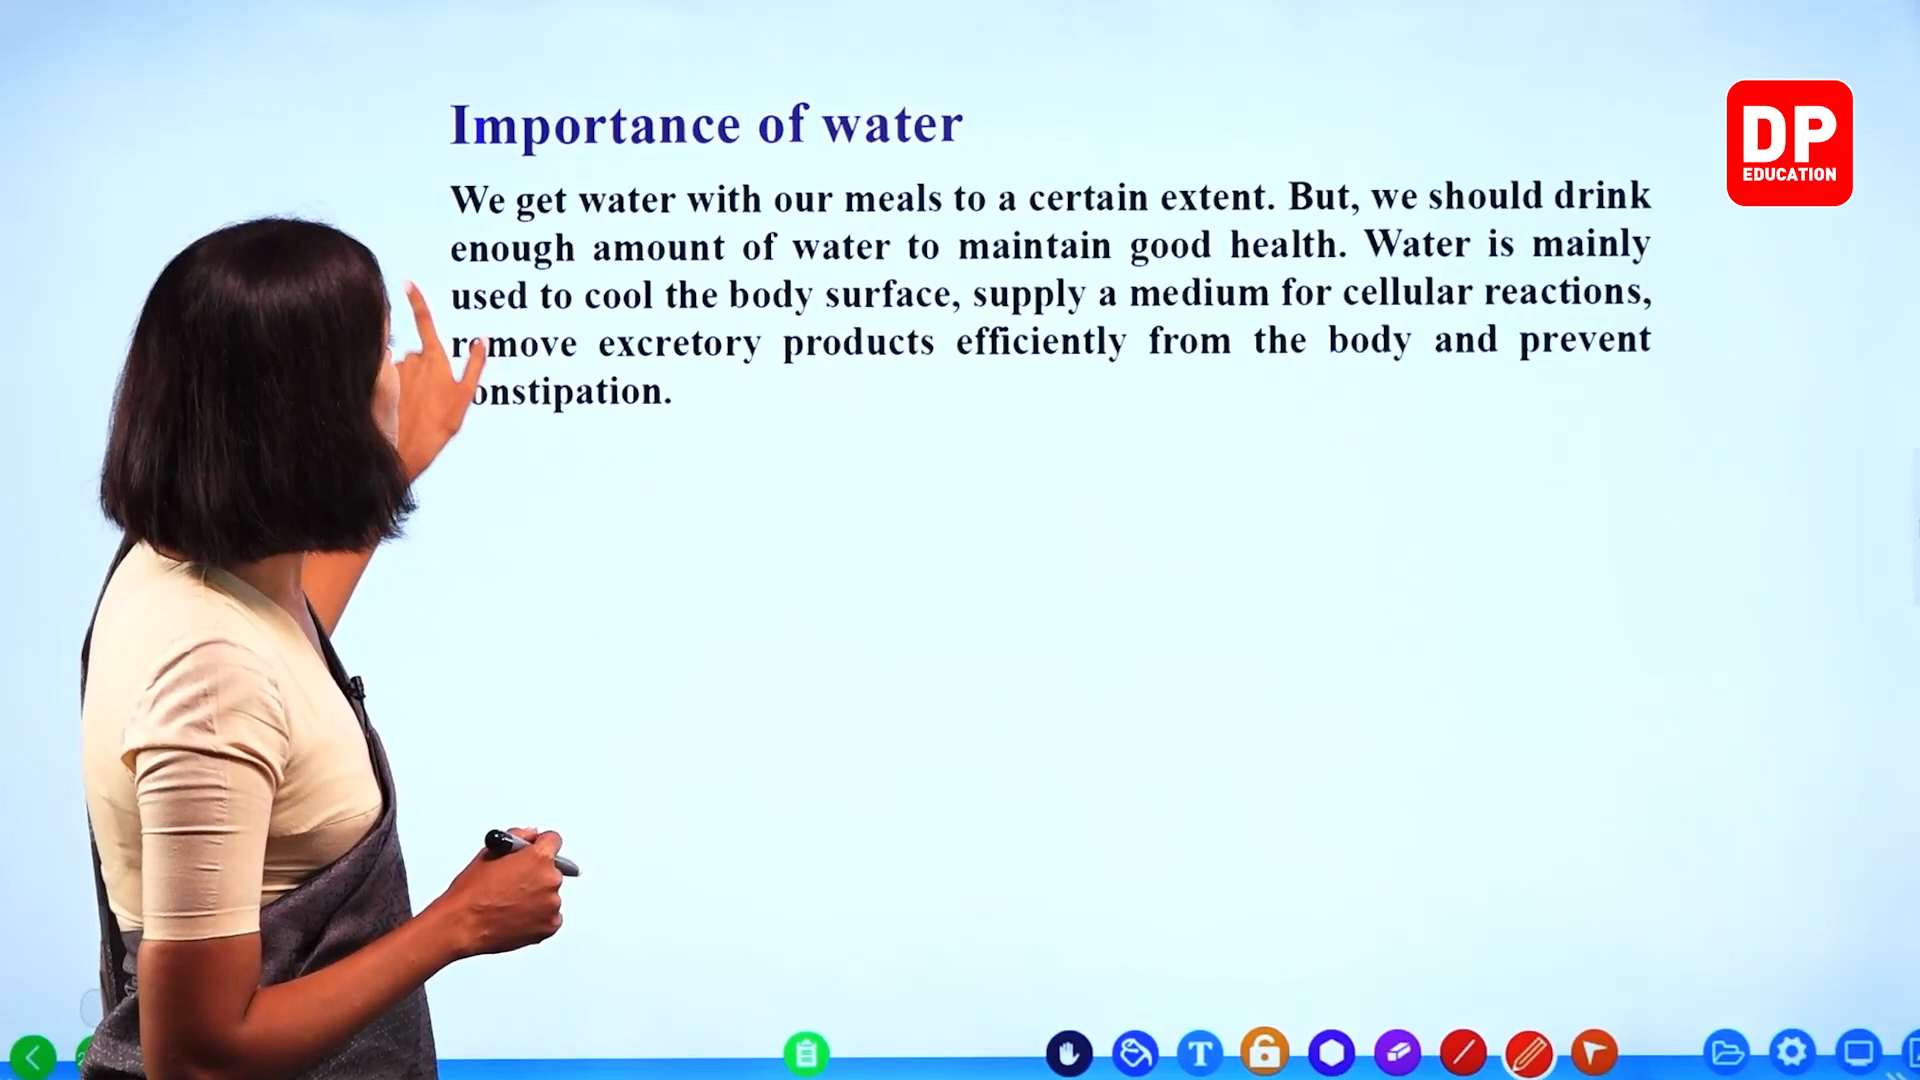 Importance of water
We get water with our meals to a certain extent. But, we should drink
enough amount of water to maintain good health. Water is mainly
used to cool the body surface, supply a medium for cellular reactions,
remove excretory products efficiently from the body and prevent
onstipation.
DP
EDUCATION
T